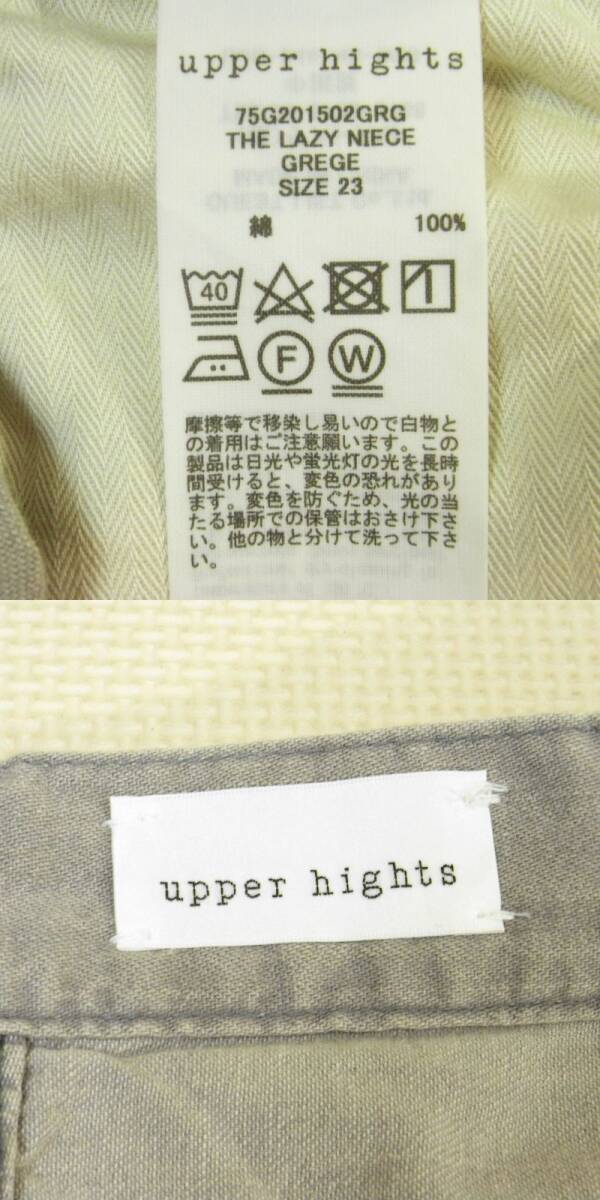 upper hights
75G201502GRG
THE LAZY NIECE
GREGE
SIZE 23
綿 100%
40
F W
摩擦等で移染し易いので白物と
の着用はご注意願います。この
製品は日光や蛍光灯の光を長時
間受けると、変色の恐れがあり
ます。変色を防ぐため、光の当
たる場所での保管はおさけ下さ
い。他の物と分けて洗って下さ
い。
upper hights